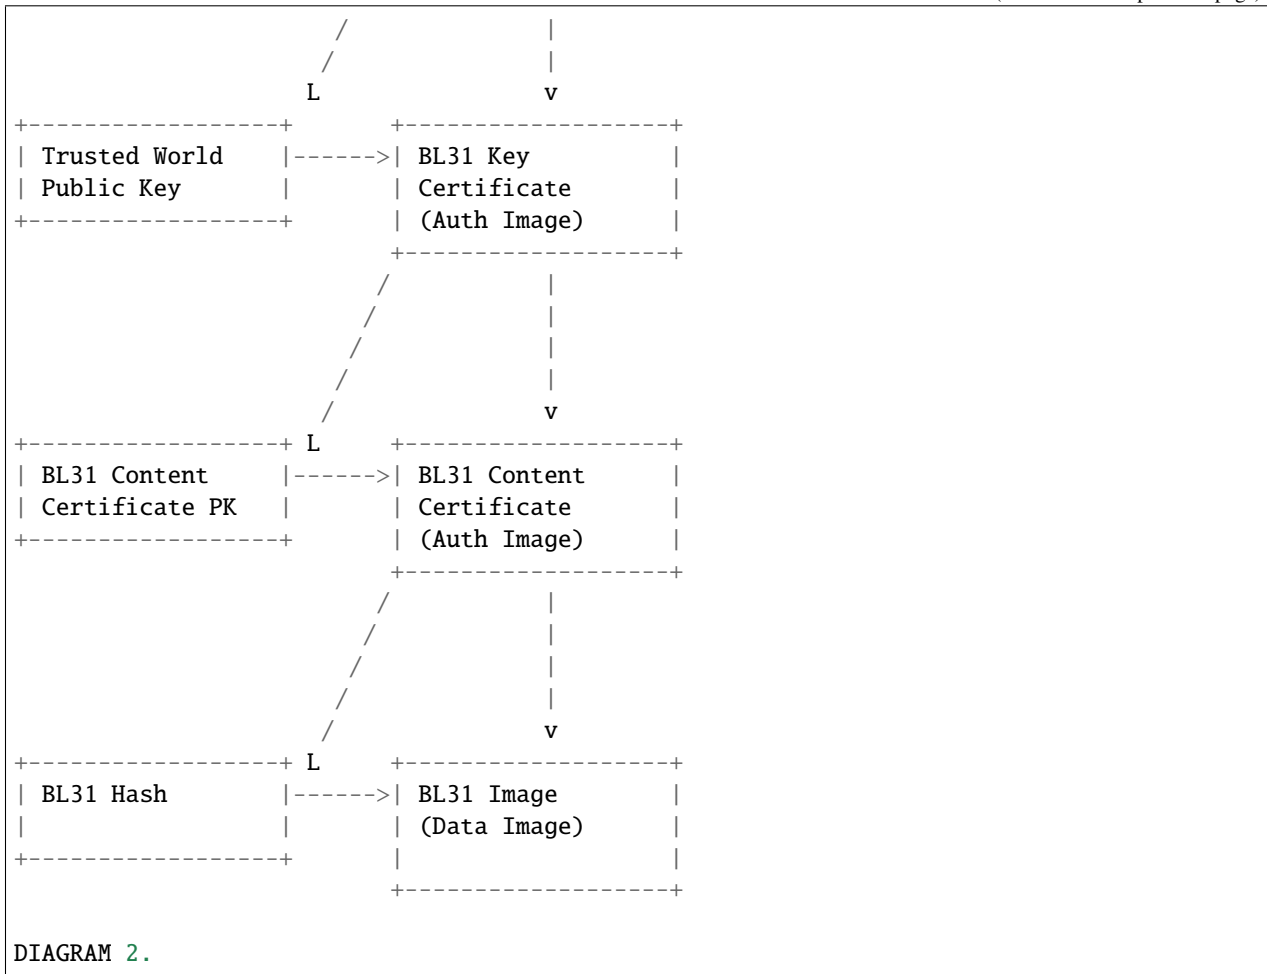 / |
/ |
L v
+------------------+ +-------------------+
| Trusted World |------>| BL31 Key |
| Public Key | | Certificate |
+------------------+ | (Auth Image) |
+-------------------+
/ |
/ |
/ |
/ |
/ v
+------------------+ L +-------------------+
| BL31 Content |------>| BL31 Content |
| Certificate PK | | Certificate |
+------------------+ | (Auth Image) |
+-------------------+
/ |
/ |
/ |
/ |
/ v
+------------------+ L +-------------------+
| BL31 Hash |------>| BL31 Image |
| | | (Data Image) |
+------------------+ | |
+-------------------+
DIAGRAM 2.